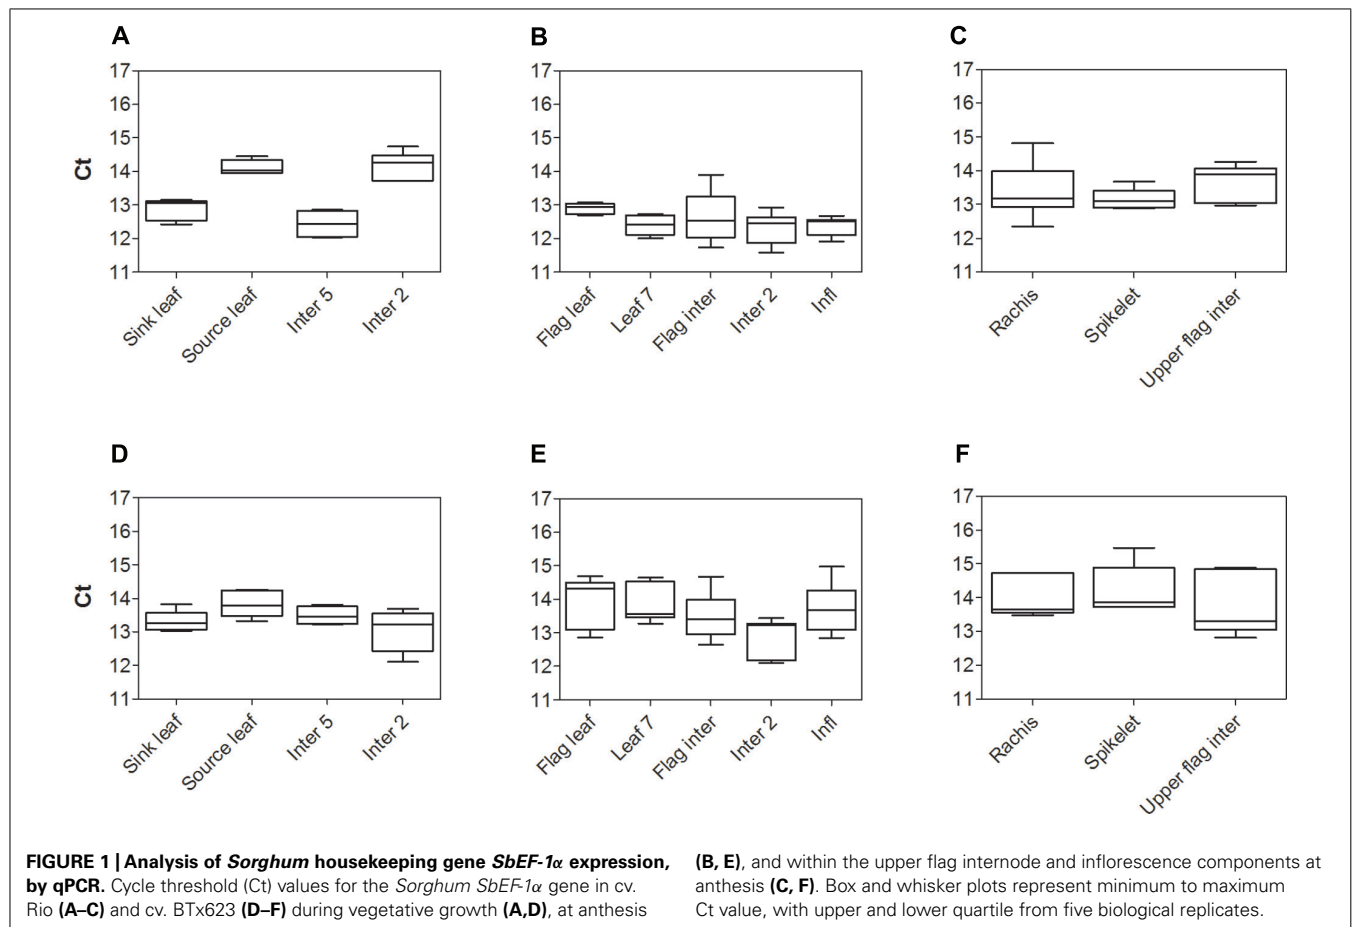 A
17
16
15
14
13
12
11
Ct
Sink leaf
Source leaf
Inter 5
Inter 2
B
17
16
15
14
13
12
11
Flag leaf
Leaf 7
Flag inter
Inter 2
Infl
C
17
16
15
14
13
12
11
Rachis
Spikelet
Upper flag inter
D
17
16
15
14
13
12
11
Ct
Sink leaf
Source leaf
Inter 5
Inter 2
E
17
16
15
14
13
12
11
Flag leaf
Leaf 7
Flag inter
Inter 2
Infl
F
17
16
15
14
13
12
11
Rachis
Spikelet
Upper flag inter
FIGURE 1 | Analysis of Sorghum housekeeping gene SbEF-1α expression,
by qPCR. Cycle threshold (Ct) values for the Sorghum SbEF-1α gene in cv.
Rio (A–C) and cv. BTx623 (D–F) during vegetative growth (A,D), at anthesis
(B, E), and within the upper flag internode and inflorescence components at
anthesis (C, F). Box and whisker plots represent minimum to maximum
Ct value, with upper and lower quartile from five biological replicates.